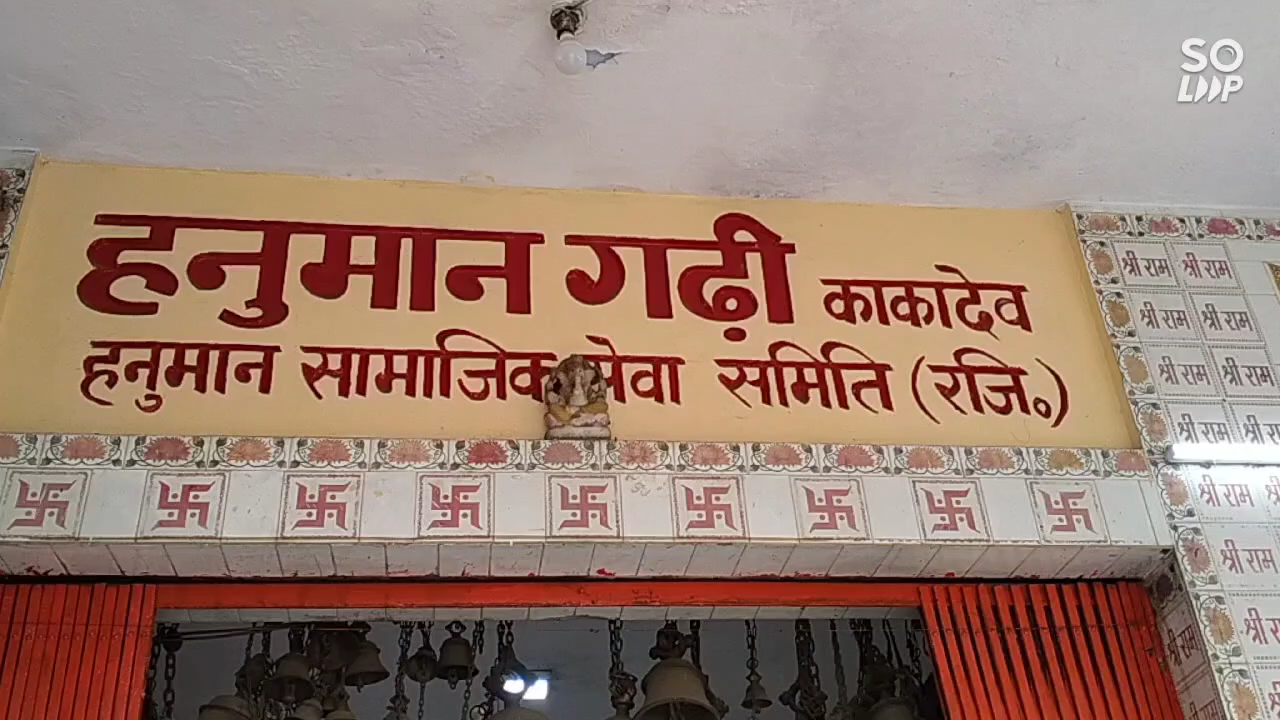 SO
LOOP
हनुमान गढ़ी काकादेव
हनुमान सामाजिक सेवा समिति (रजि०)
श्री राम श्री राम
श्री राम श्री राम
श्री राम श्री राम
श्री राम श्री राम
श्री राम
श्री राम
श्री राम
श्री राम